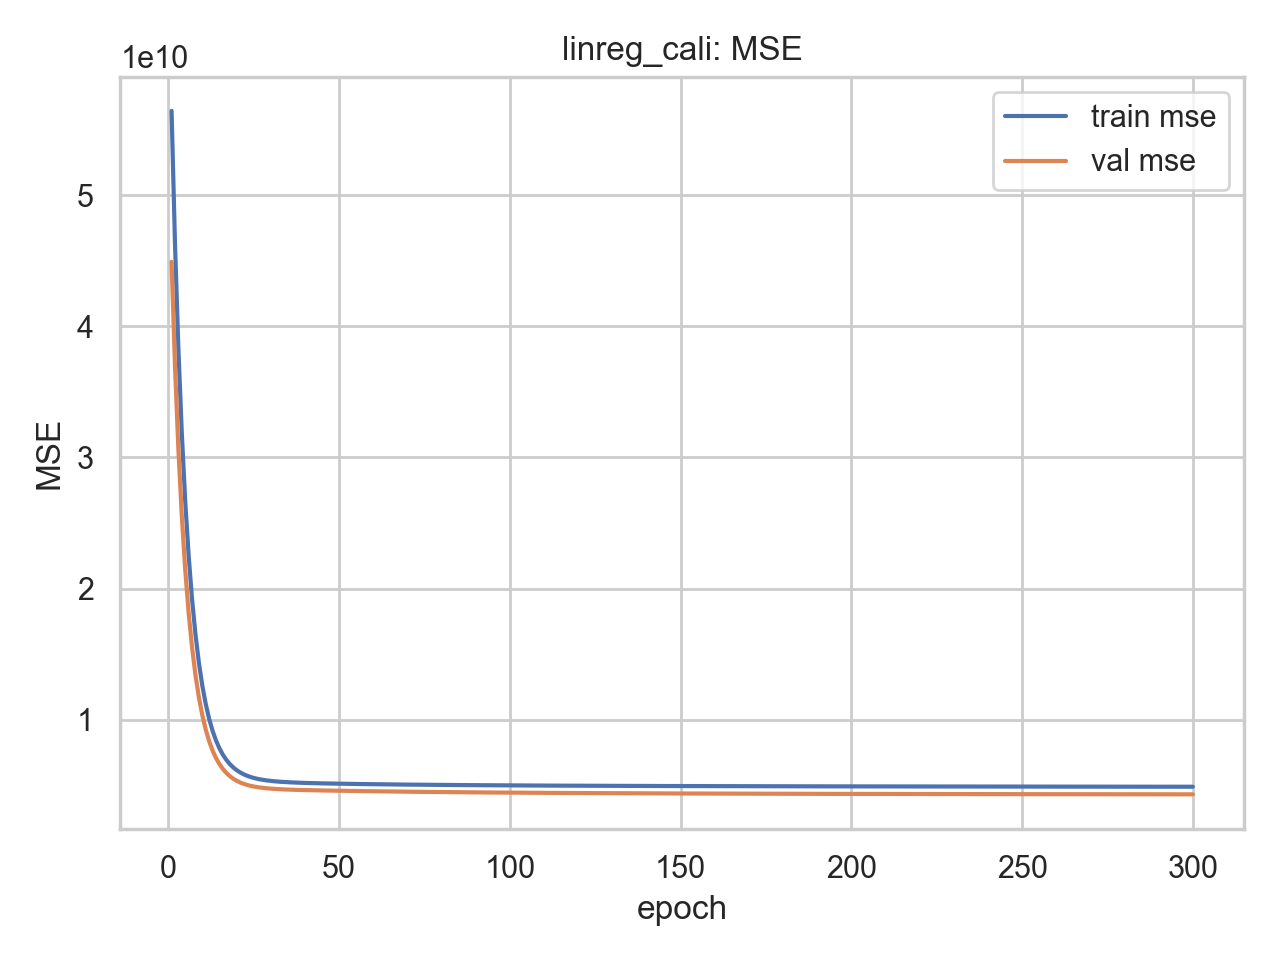 linreg_cali: MSE
1e10
train mse
val mse
5
4
3
2
1
MSE
0 50 100 150 200 250 300
epoch